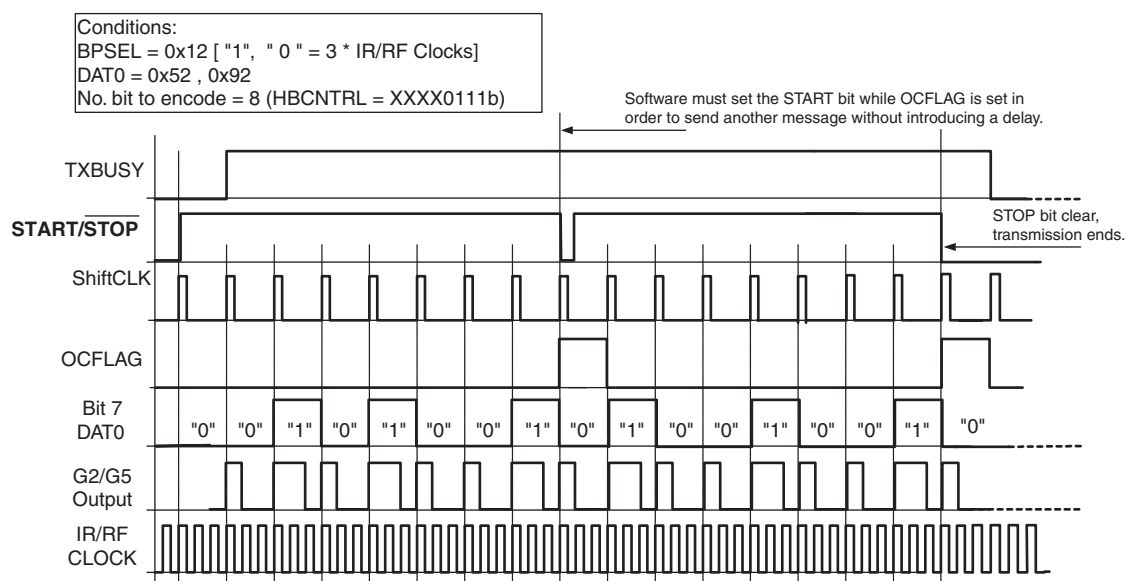 Conditions:
BPSEL = 0x12 [ "1", " 0 " = 3 * IR/RF Clocks]
DAT0 = 0x52 , 0x92
No. bit to encode = 8 (HBCNTRL = XXXX0111b)
Software must set the START bit while OCFLAG is set in
order to send another message without introducing a delay.
TXBUSY
START/STOP
STOP bit clear,
transmission ends.
ShiftCLK
OCFLAG
Bit 7
DAT0
"0" "0" "1" "0" "1" "0" "0" "1" "0" "1" "0" "0" "1" "0" "0" "1" "0"
G2/G5
Output
IR/RF
CLOCK